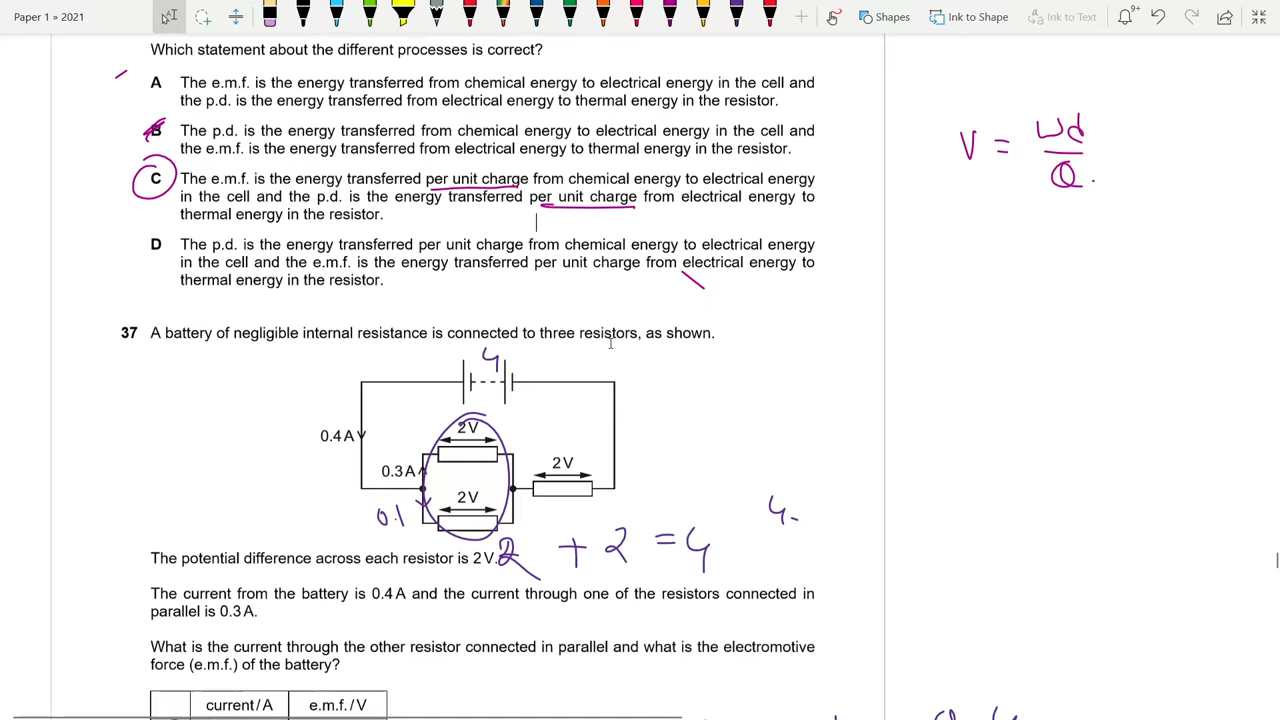 Paper 1 » 2021
Shapes
Ink to Shape
Ink to Text
9+
Which statement about the different processes is correct?
A The e.m.f. is the energy transferred from chemical energy to electrical energy in the cell and
the p.d. is the energy transferred from electrical energy to thermal energy in the resistor.
B The p.d. is the energy transferred from chemical energy to electrical energy in the cell and
the e.m.f. is the energy transferred from electrical energy to thermal energy in the resistor.
C The e.m.f. is the energy transferred per unit charge from chemical energy to electrical energy
in the cell and the p.d. is the energy transferred per unit charge from electrical energy to
thermal energy in the resistor.
D The p.d. is the energy transferred per unit charge from chemical energy to electrical energy
in the cell and the e.m.f. is the energy transferred per unit charge from electrical energy to
thermal energy in the resistor.
V = wd
Q.
37 A battery of negligible internal resistance is connected to three resistors, as shown.
4
0.4 A
2 V
0.3 A
2 V
2 V
0.1
4
2 + 2 = 4
The potential difference across each resistor is 2 V.
The current from the battery is 0.4 A and the current through one of the resistors connected in
parallel is 0.3 A.
What is the current through the other resistor connected in parallel and what is the electromotive
force (e.m.f.) of the battery?
current / A e.m.f. / V